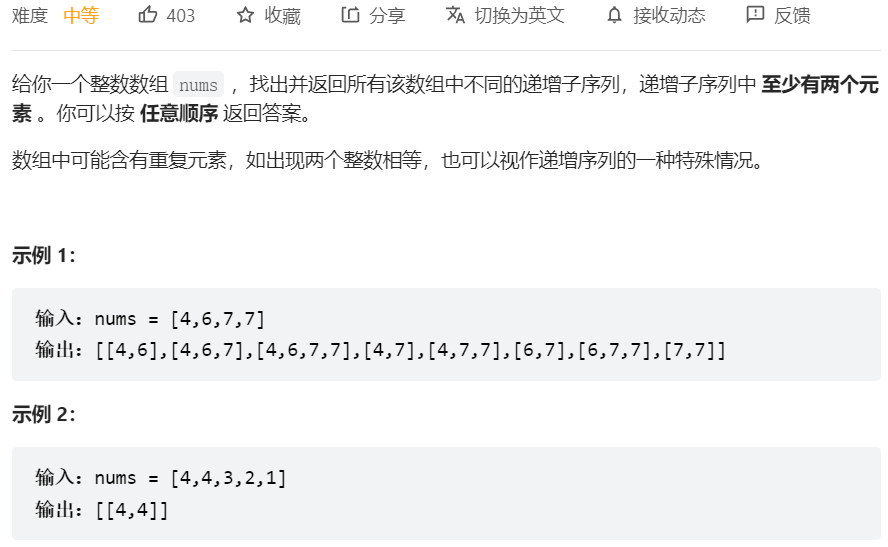 难度 中等 403 收藏 分享 切换为英文 接收动态 反馈
给你一个整数数组 nums ，找出并返回所有该数组中不同的递增子序列，递增子序列中 至少有两个元
素 。你可以按 任意顺序 返回答案。
数组中可能含有重复元素，如出现两个整数相等，也可以视作递增序列的一种特殊情况。
示例 1：
输入：nums = [4,6,7,7]
输出：[[4,6],[4,6,7],[4,6,7,7],[4,7],[4,7,7],[6,7],[6,7,7],[7,7]]
示例 2：
输入：nums = [4,4,3,2,1]
输出：[[4,4]]